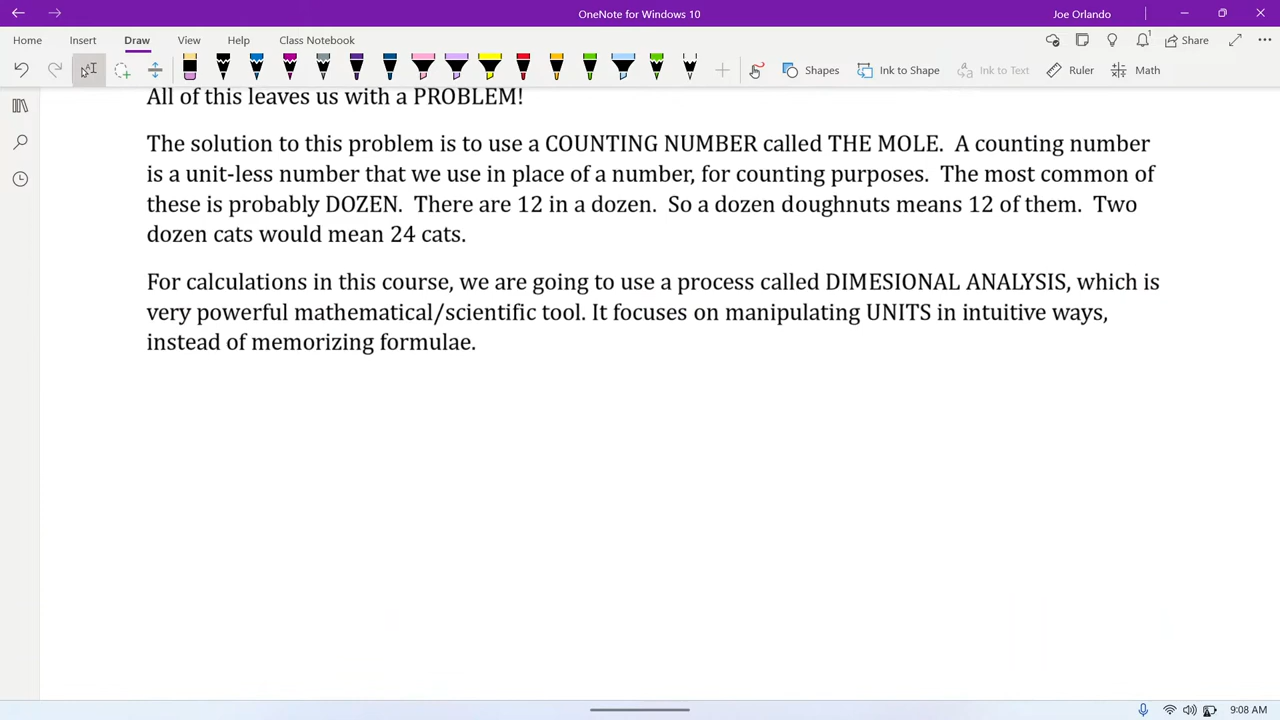 OneNote for Windows 10
Joe Orlando
Home Insert Draw View Help Class Notebook
Share
Shapes Ink to Shape Ink to Text Ruler Math
All of this leaves us with a PROBLEM!
The solution to this problem is to use a COUNTING NUMBER called THE MOLE. A counting number
is a unit-less number that we use in place of a number, for counting purposes. The most common of
these is probably DOZEN. There are 12 in a dozen. So a dozen doughnuts means 12 of them. Two
dozen cats would mean 24 cats.
For calculations in this course, we are going to use a process called DIMESIONAL ANALYSIS, which is
very powerful mathematical/scientific tool. It focuses on manipulating UNITS in intuitive ways,
instead of memorizing formulae.
9:08 AM